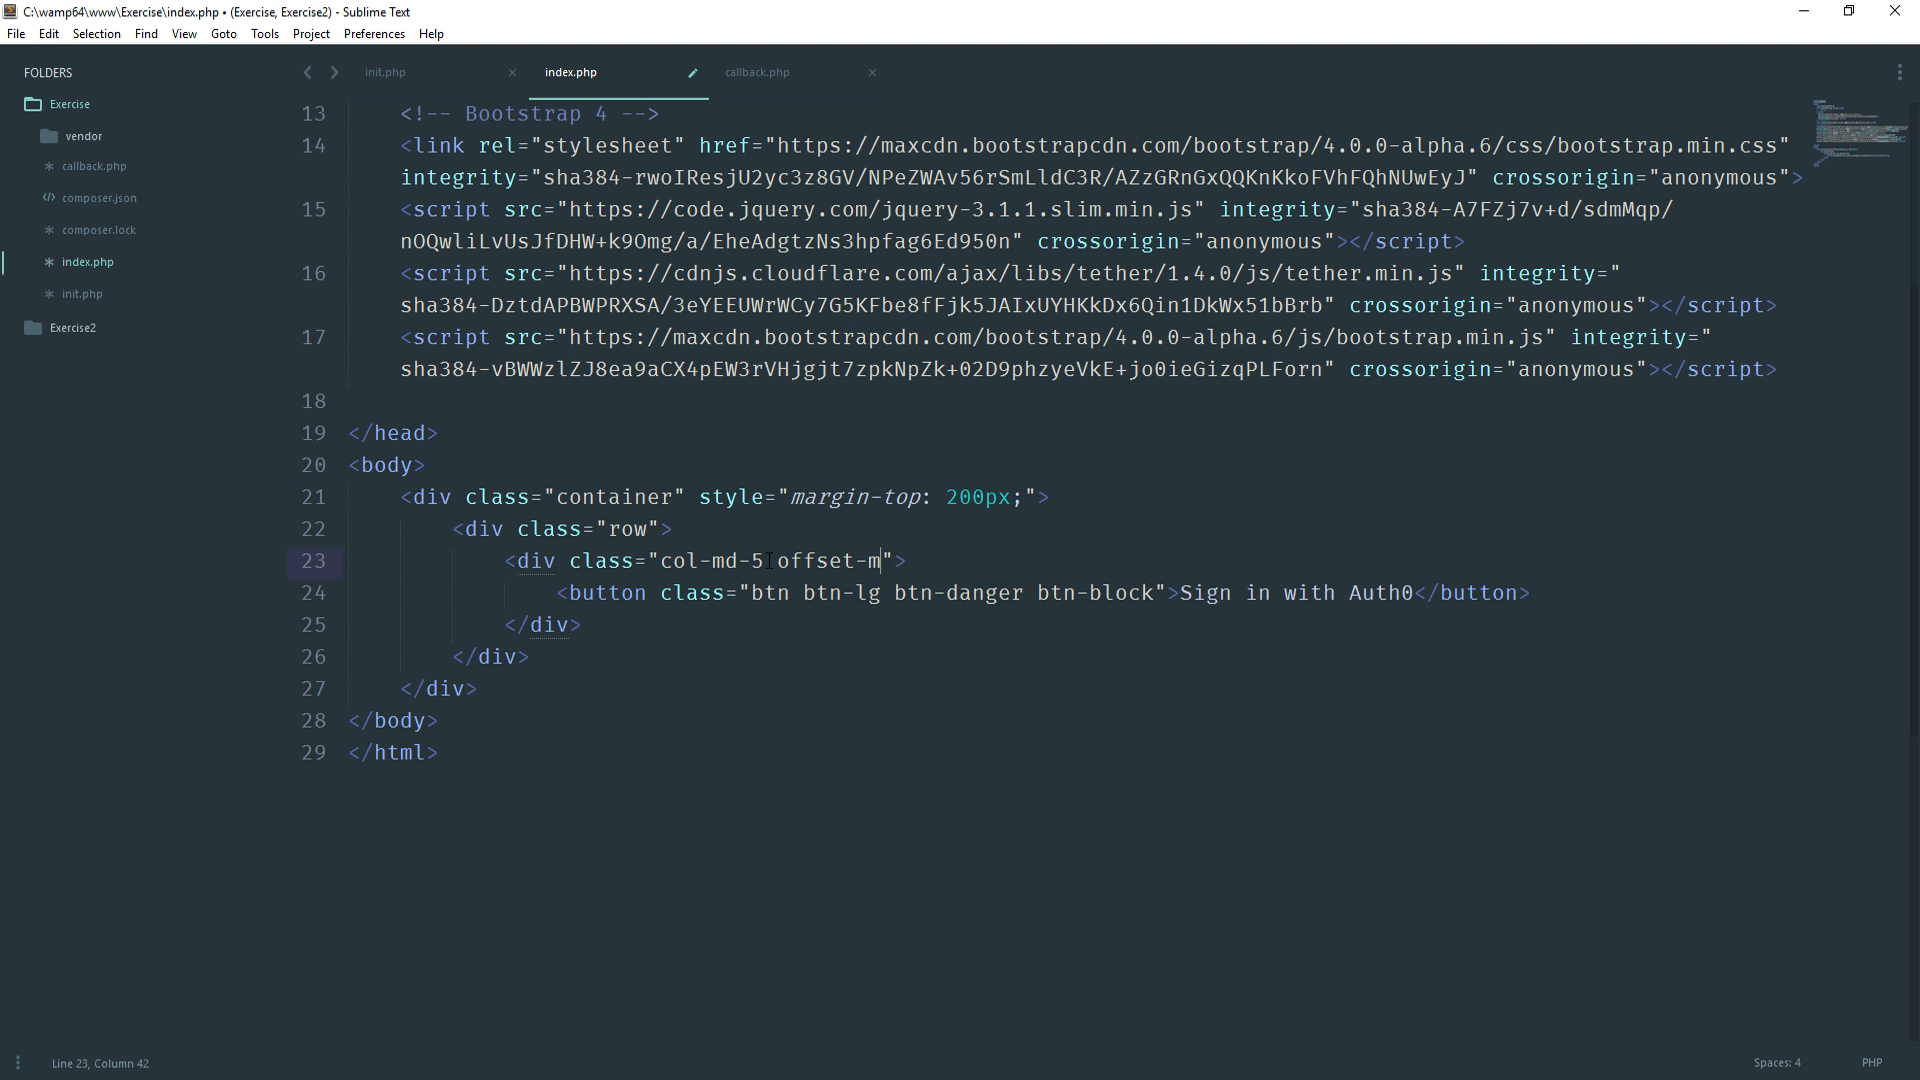 C:\wamp64\www\Exercise\index.php • (Exercise, Exercise2) - Sublime Text
File Edit Selection Find View Goto Tools Project Preferences Help
FOLDERS
Exercise
vendor
callback.php
composer.json
composer.lock
index.php
init.php
Exercise2
init.php index.php callback.php
13 <!-- Bootstrap 4 -->
14 <link rel="stylesheet" href="https://maxcdn.bootstrapcdn.com/bootstrap/4.0.0-alpha.6/css/bootstrap.min.css"
integrity="sha384-rwoIResjU2yc3z8GV/NPeZWAv56rSmLldC3R/AZzGRnGxQQKnKkoFVhFQhNUwEyJ" crossorigin="anonymous">
15 <script src="https://code.jquery.com/jquery-3.1.1.slim.min.js" integrity="sha384-A7FZj7v+d/sdmMqp/
nOQwliLvUsJfDHW+k9Omg/a/EheAdgtzNs3hpfag6Ed950n" crossorigin="anonymous"></script>
16 <script src="https://cdnjs.cloudflare.com/ajax/libs/tether/1.4.0/js/tether.min.js" integrity="
sha384-DztdAPBWPRXSA/3eYEEUWrWCy7G5KFbe8fFjk5JAIxUYHKkDx6Qin1DkWx51bBrb" crossorigin="anonymous"></script>
17 <script src="https://maxcdn.bootstrapcdn.com/bootstrap/4.0.0-alpha.6/js/bootstrap.min.js" integrity="
sha384-vBWWzlZJ8ea9aCX4pEW3rVHjgjt7zpkNpZk+02D9phzyeVkE+jo0ieGizqPLForn" crossorigin="anonymous"></script>
18
19 </head>
20 <body>
21 <div class="container" style="margin-top: 200px;">
22 <div class="row">
23 <div class="col-md-5 offset-m">
24 <button class="btn btn-lg btn-danger btn-block">Sign in with Auth0</button>
25 </div>
26 </div>
27 </div>
28 </body>
29 </html>
Line 23, Column 42
Spaces: 4
PHP